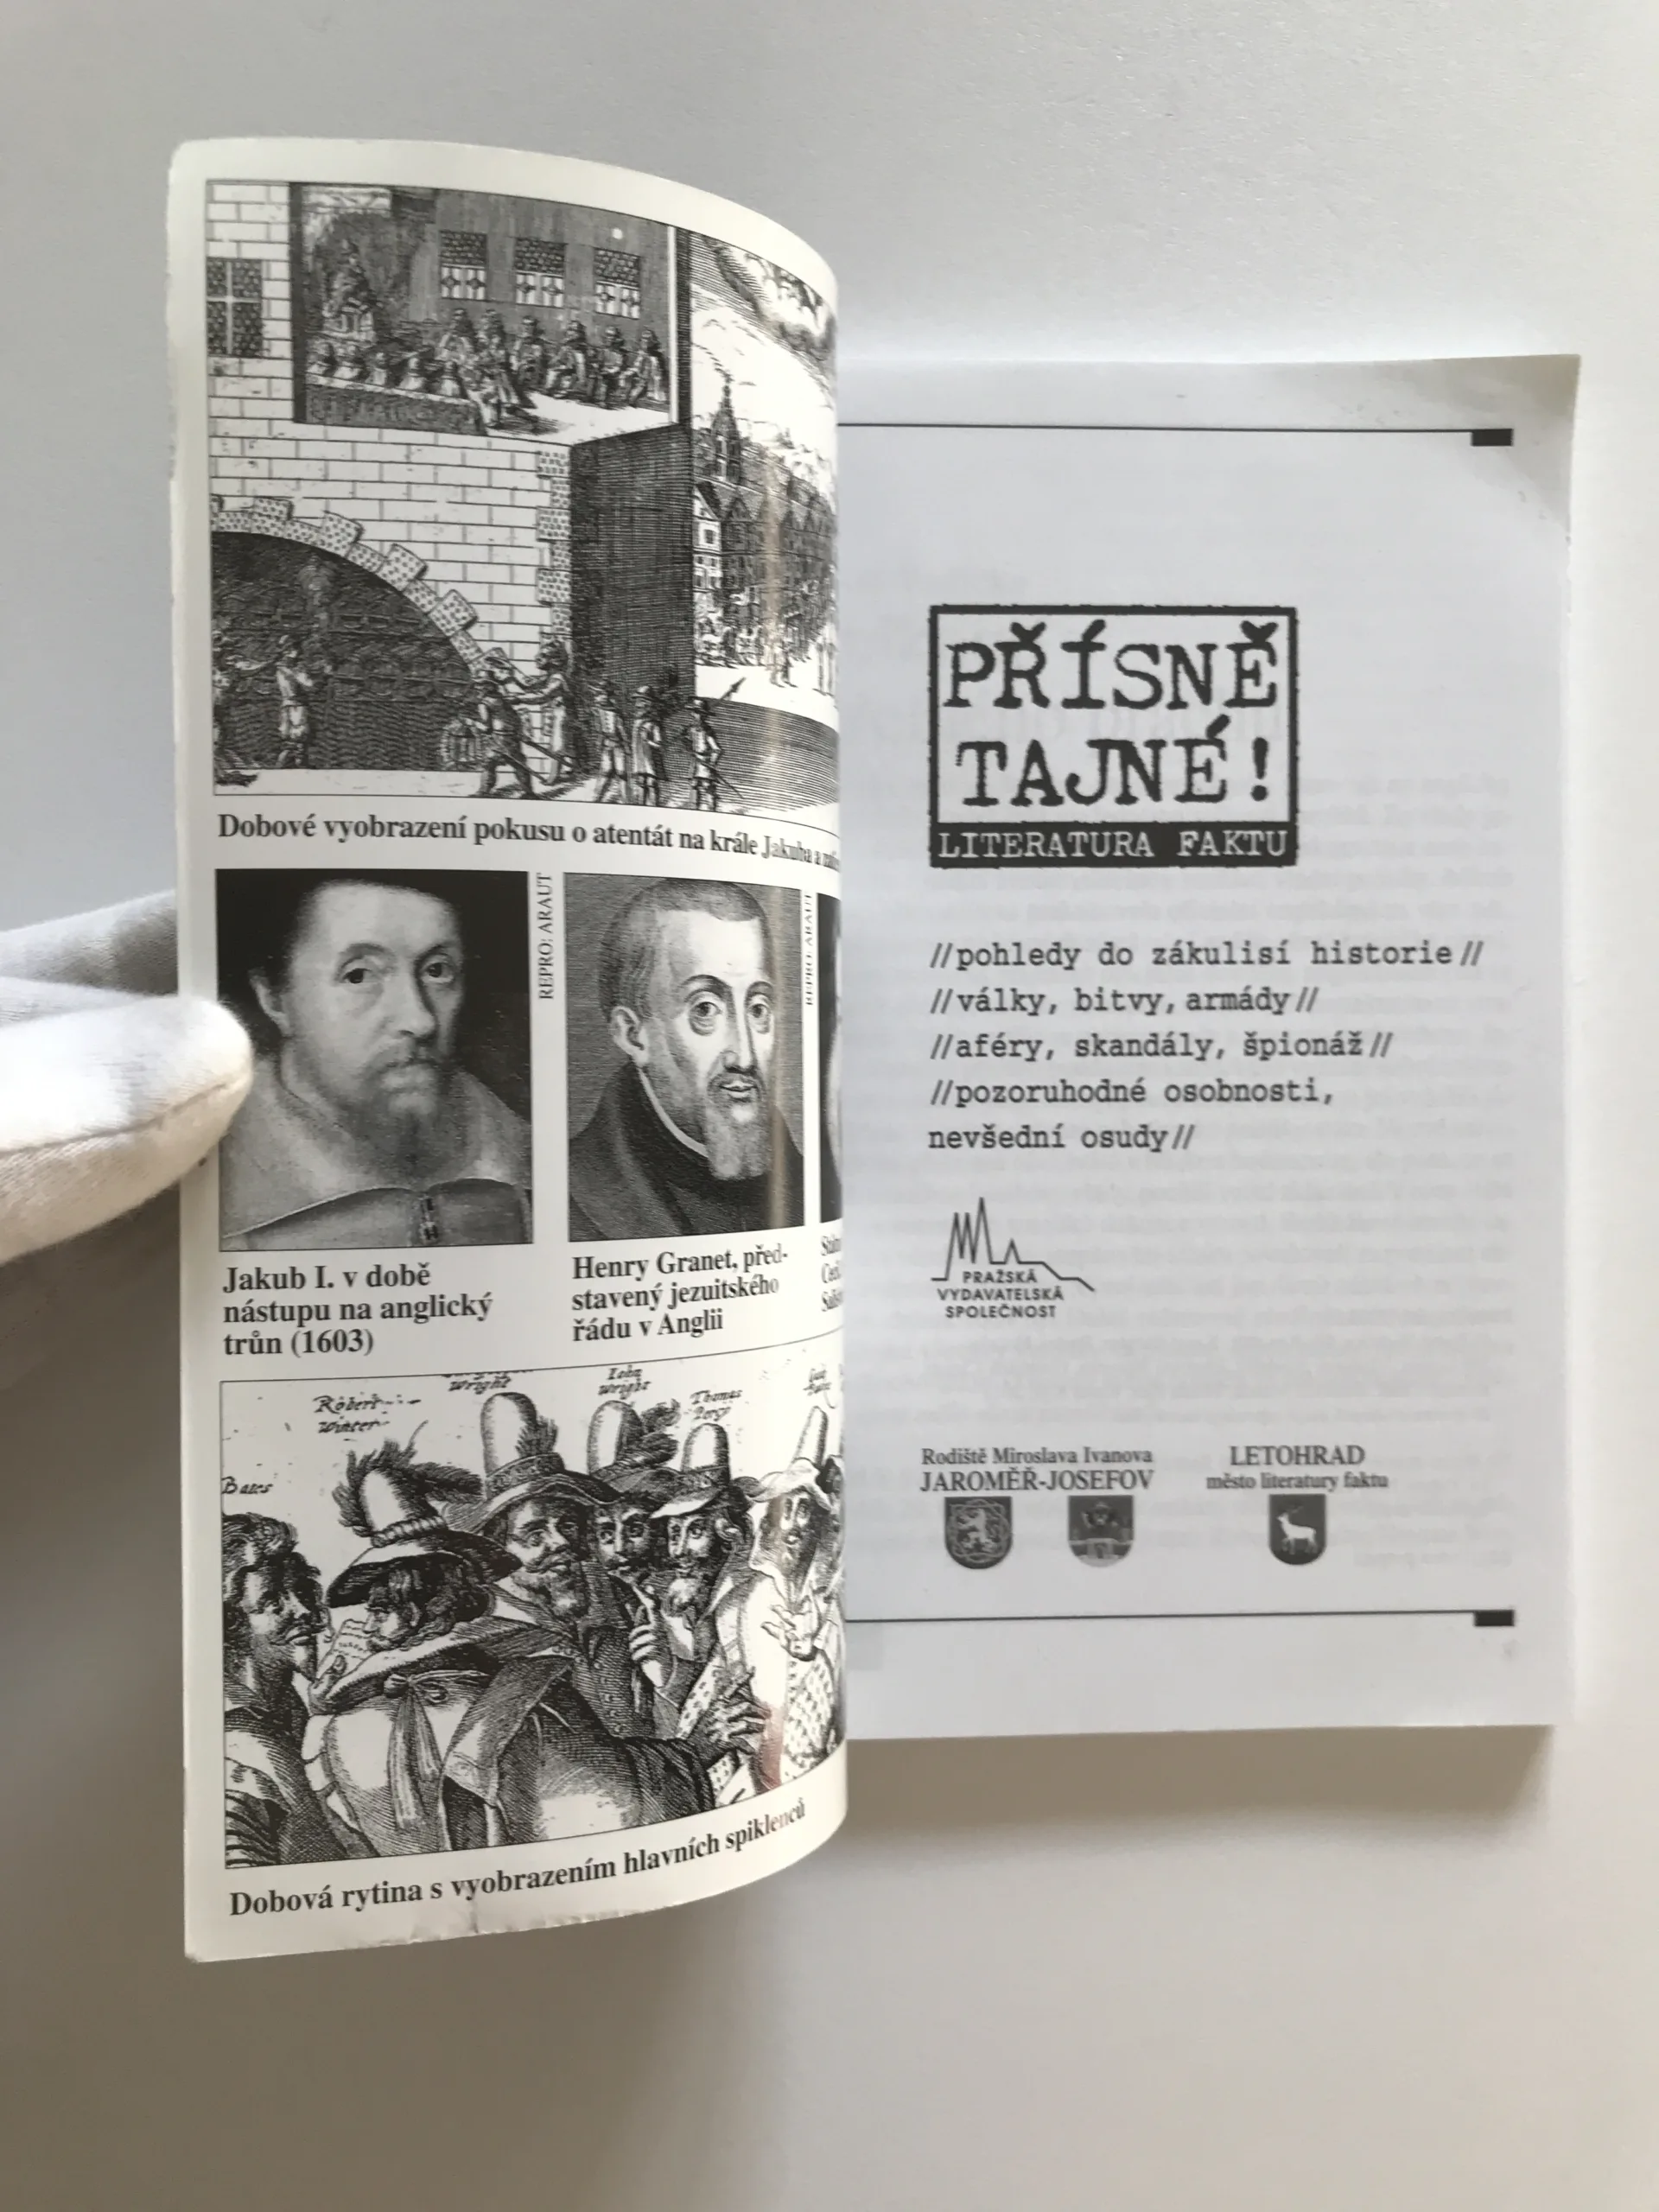 Dobové vyobrazení pokusu o atentát na krále Jakuba a
REPRO: ARAUT
REPRO: ARAUT
Jakub I. v době
nástupu na anglický
trůn (1603)
Henry Granet, před-
stavený jezuitského
řádu v Anglii
Bates
Robert
Winter
Wright
Iohn
Wright
Thomas
Percy
Dobová rytina s vyobrazením hlavních spiklenců
PŘÍSNĚ
TAJNÉ!
LITERATURA FAKTU
//pohledy do zákulisí historie//
//války, bitvy, armády//
//aféry, skandály, špionáž//
//pozoruhodné osobnosti,
nevšední osudy//
PRAŽSKÁ
VYDAVATELSKÁ
SPOLEČNOST
Rodiště Miroslava Ivanova
JAROMĚŘ-JOSEFOV
LETOHRAD
město literatury faktu